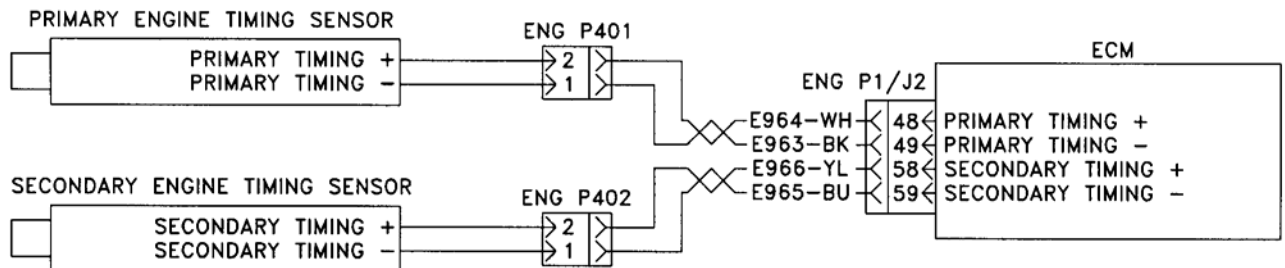 PRIMARY ENGINE TIMING SENSOR
ENG P401
PRIMARY TIMING +
PRIMARY TIMING -
2
1
ECM
ENG P1/J2
E964-WH 48 PRIMARY TIMING +
E963-BK 49 PRIMARY TIMING -
E966-YL 58 SECONDARY TIMING +
E965-BU 59 SECONDARY TIMING -
SECONDARY ENGINE TIMING SENSOR
ENG P402
SECONDARY TIMING +
SECONDARY TIMING -
2
1